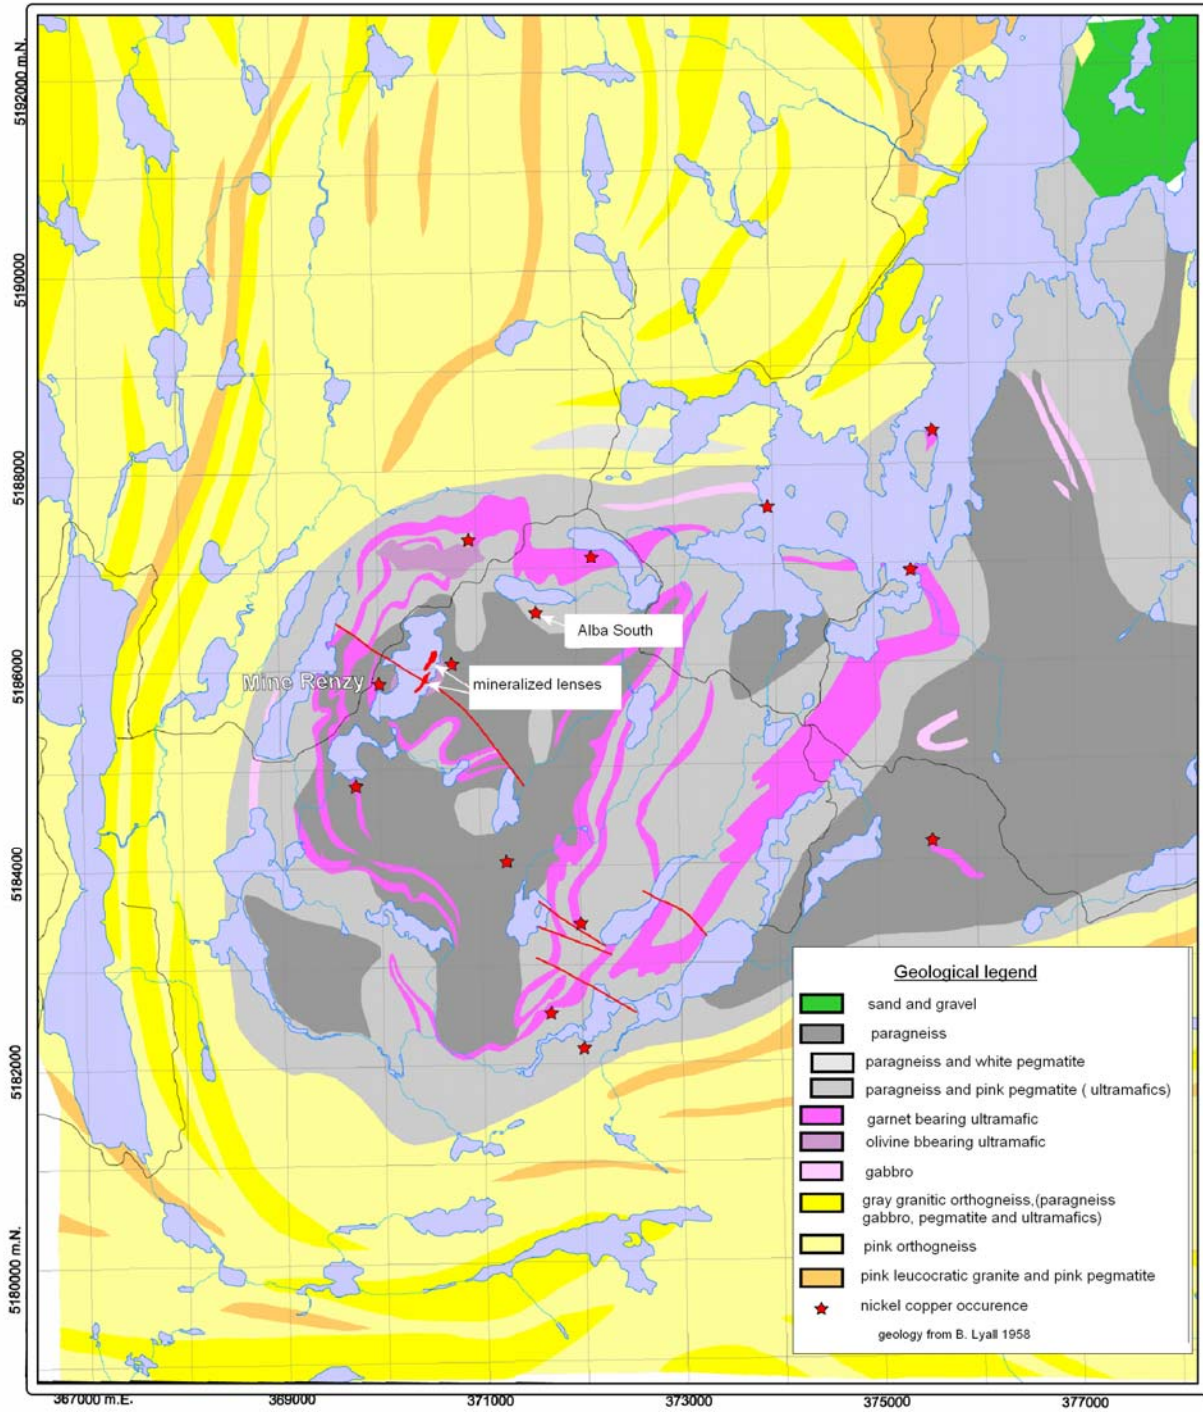 5192000 m.N.
5190000
5188000
5186000
5184000
5182000
5180000 m.N.
Alba South
Mine Renzy
mineralized lenses
Geological legend
sand and gravel
paragneiss
paragneiss and white pegmatite
paragneiss and pink pegmatite ( ultramafics)
garnet bearing ultramafic
olivine bbearing ultramafic
gabbro
gray granitic orthogneiss,(paragneiss
gabbro, pegmatite and ultramafics)
pink orthogneiss
pink leucocratic granite and pink pegmatite
nickel copper occurence
geology from B. Lyall 1958
367000 m.E.
369000
371000
373000
375000
377000